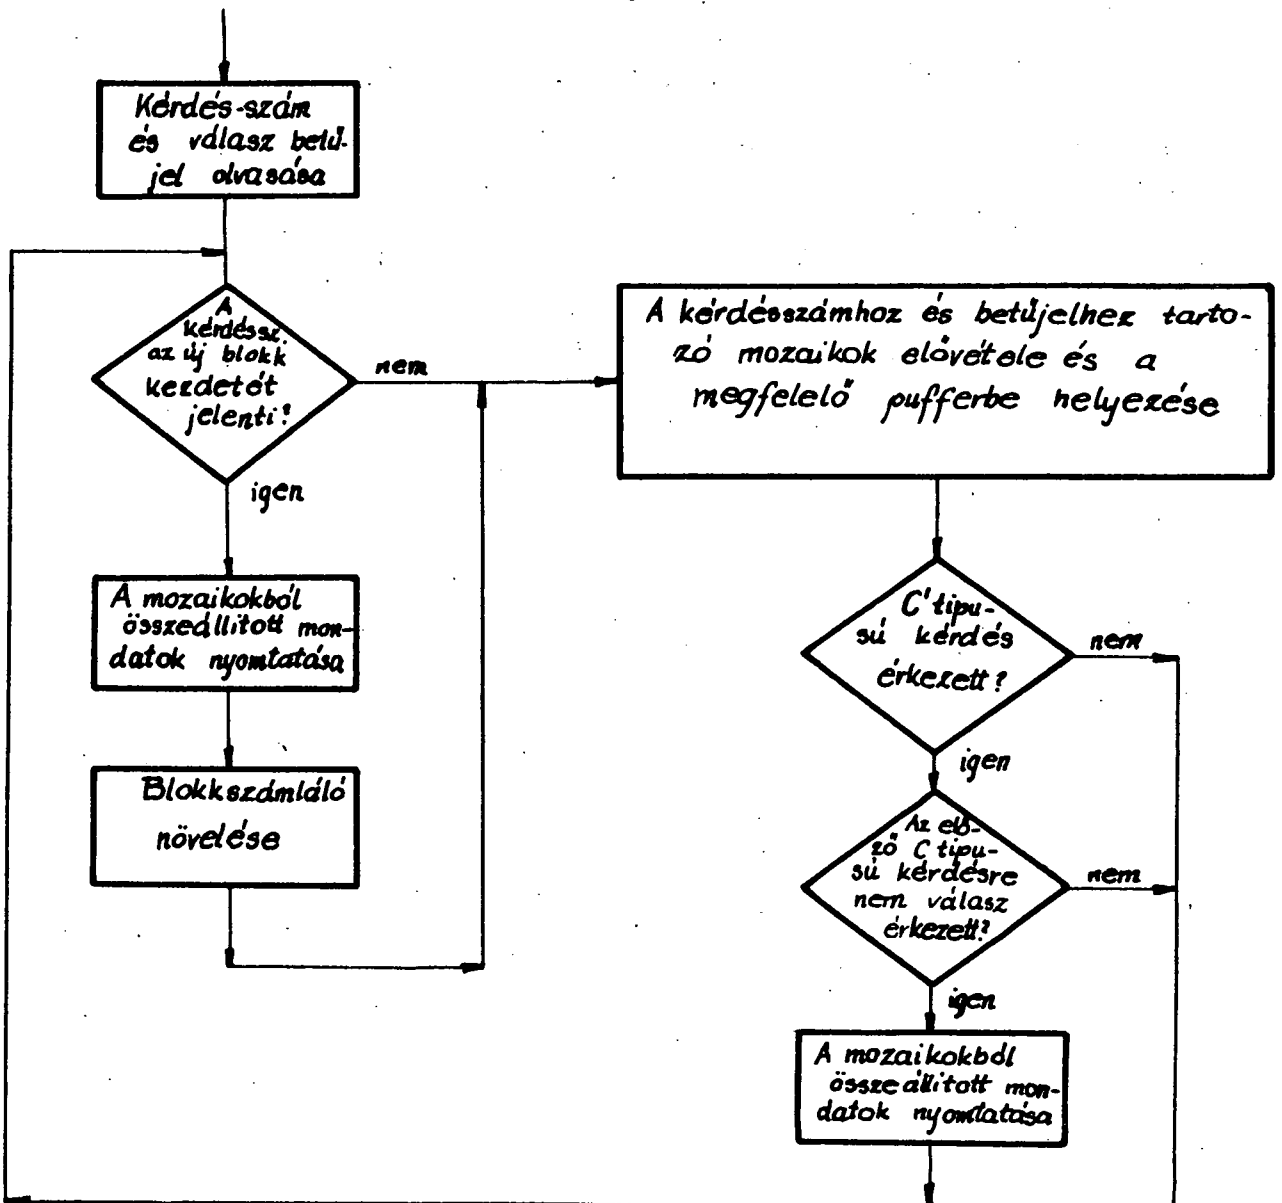 Kérdés-szám
és válasz betű-
jel olvasása
A
kérdéssz.
az új blokk
kezdetét
jelenti?
nem
igen
A mozaikokból
összeállított mon-
datok nyomtatása
Blokkszámláló
növelése
A kérdésszámhoz és betűjelhez tarto-
zó mozaikok elővétele és a
megfelelő pufferbe helyezése
C' tipu-
sú kérdés
érkezett?
nem
igen
Az elő-
ző C tipu-
sú kérdésre
nem válasz
érkezett?
nem
igen
A mozaikokból
összeállított mon-
datok nyomtatása